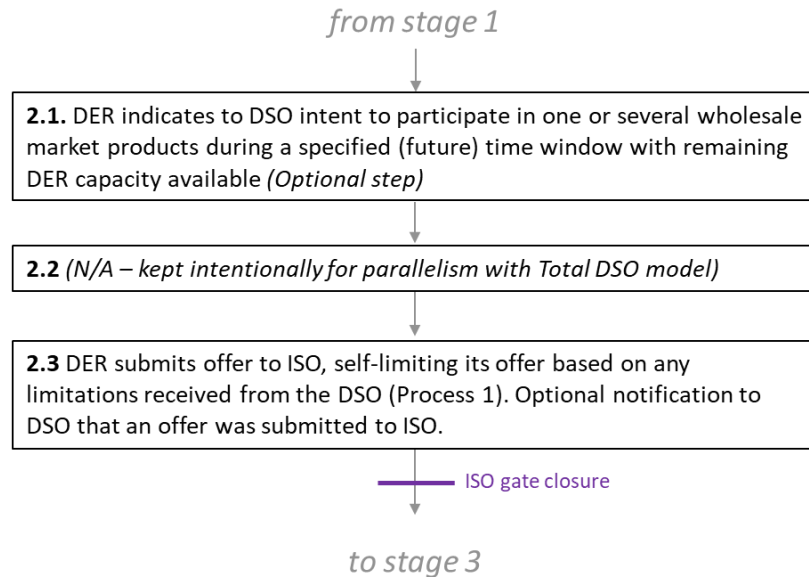 from stage 1
2.1. DER indicates to DSO intent to participate in one or several wholesale
market products during a specified (future) time window with remaining
DER capacity available (Optional step)
2.2 (N/A – kept intentionally for parallelism with Total DSO model)
2.3 DER submits offer to ISO, self-limiting its offer based on any
limitations received from the DSO (Process 1). Optional notification to
DSO that an offer was submitted to ISO.
ISO gate closure
to stage 3